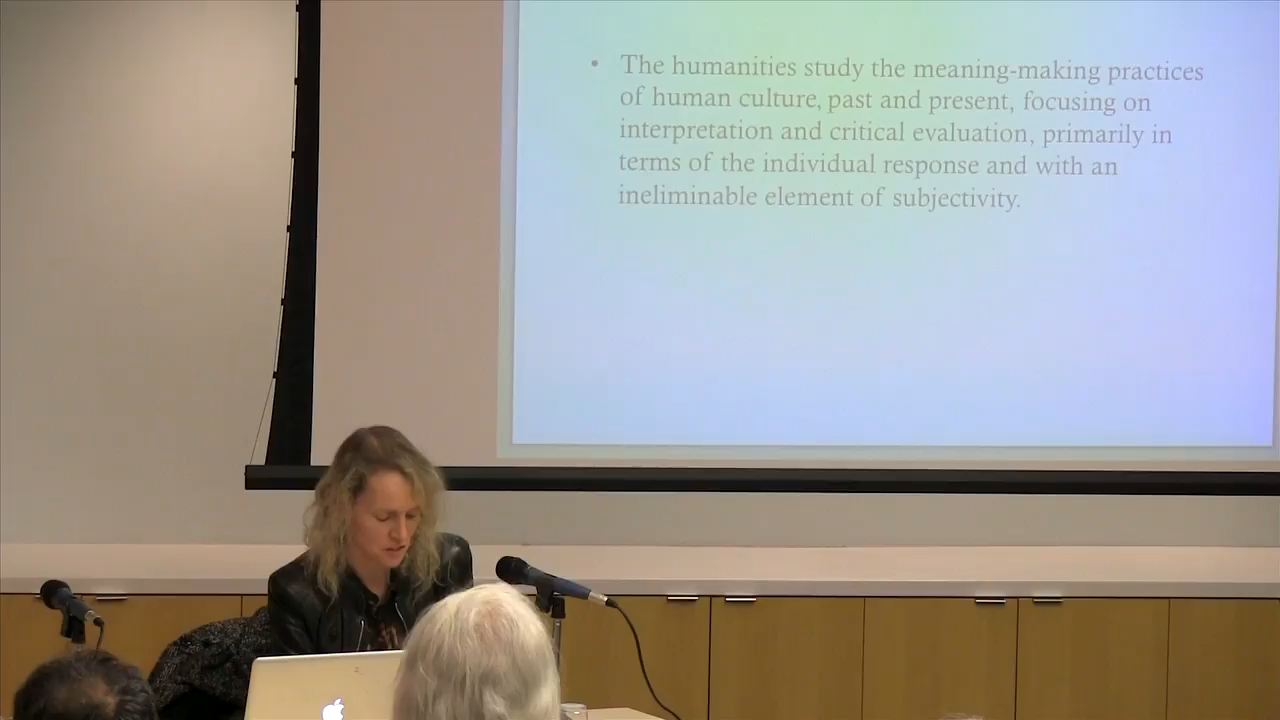 • The humanities study the meaning-making practices
of human culture, past and present, focusing on
interpretation and critical evaluation, primarily in
terms of the individual response and with an
ineliminable element of subjectivity.